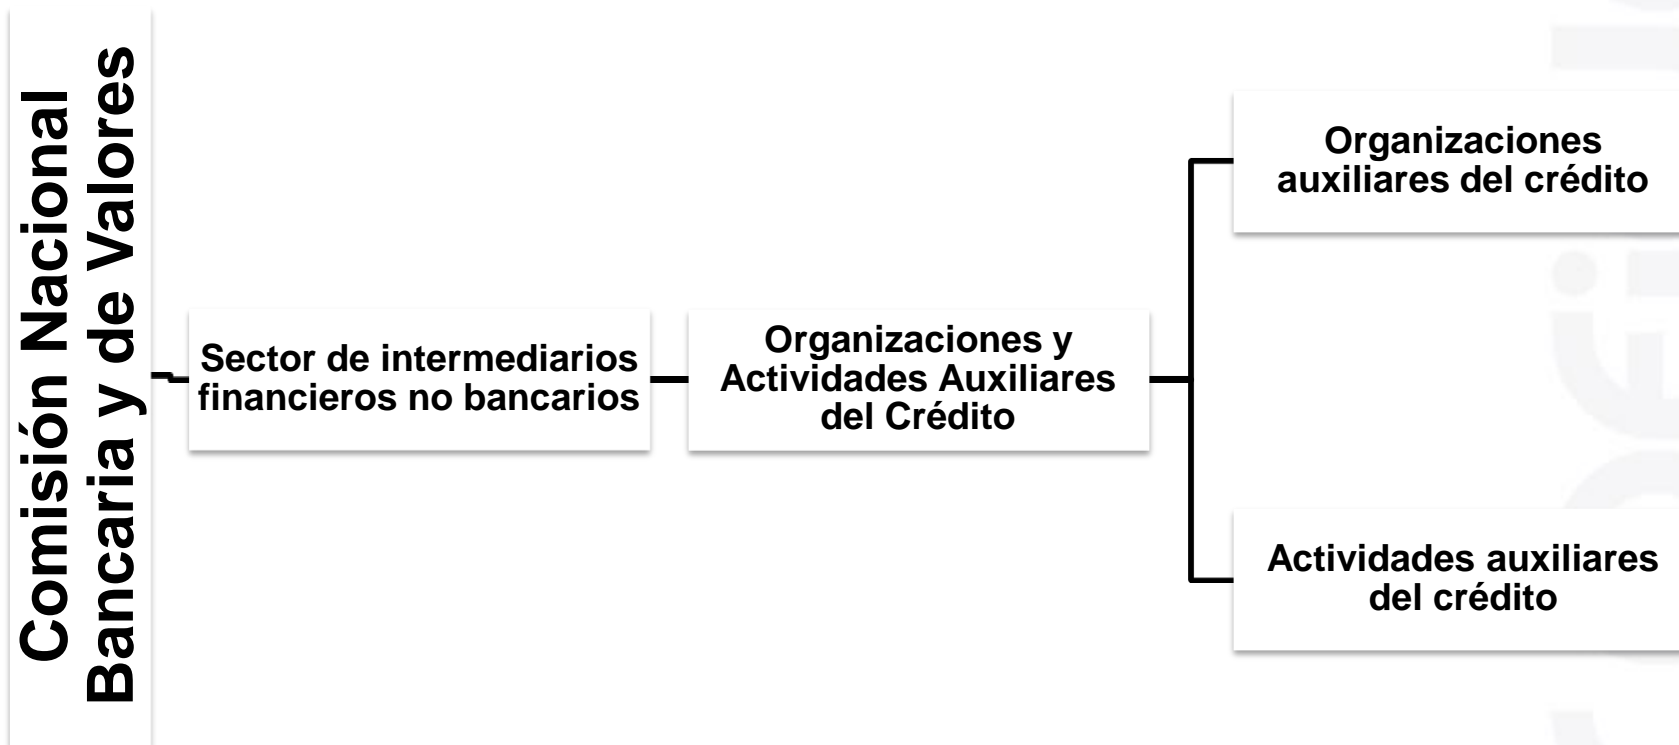 Comisión Nacional
Bancaria y de Valores
Sector de intermediarios
financieros no bancarios
Organizaciones y
Actividades Auxiliares
del Crédito
Organizaciones
auxiliares del crédito
Actividades auxiliares
del crédito